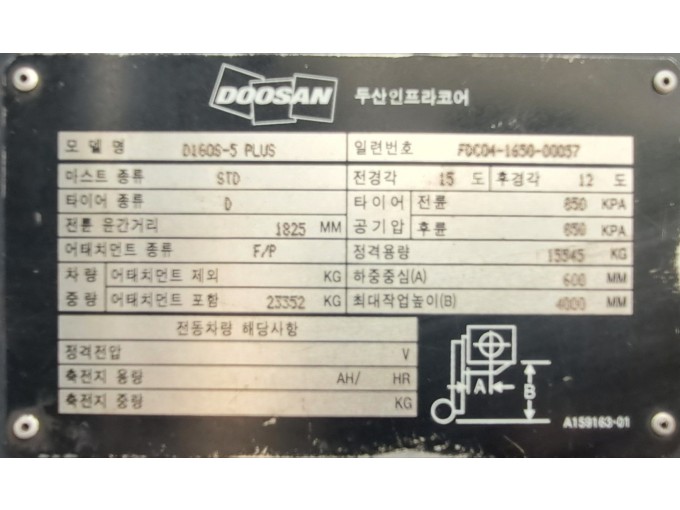 DOOSAN 두산인프라코어
모델명 D160S-5 PLUS 일련번호 FDC04-1650-00057
마스트 종류 STD 전경각 15 도 후경각 12 도
타이어 종류 D 타이어 전륜 850 KPA
전륜 윤간거리 1825 MM 공기압 후륜 850 KPA
어태치먼트 종류 F/P 정격용량 15545 KG
차량 어태치먼트 제외 KG 하중중심(A) 600 MM
중량 어태치먼트 포함 23352 KG 최대작업높이(B) 4000 MM
전동차량 해당사항
정격전압 V
축전지 용량 AH/ HR
축전지 중량 KG
A B
A159163-01